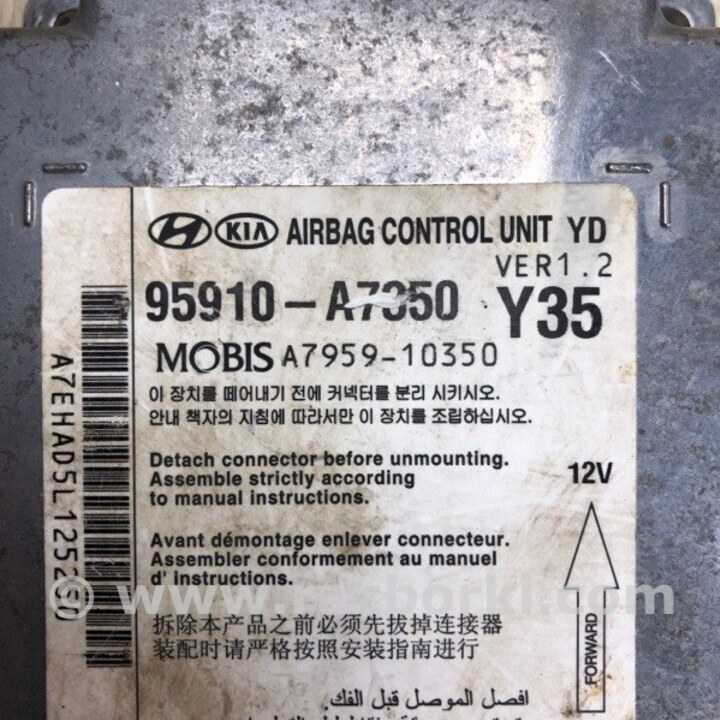 HYUNDAI KIA AIRBAG CONTROL UNIT YD
VER1.2
95910-A7350 Y35
MOBIS A7959-10350
이 장치를 떼어내기 전에 커넥터를 분리 시키시오.
안내 책자의 지침에 따라서만 이 장치를 조립하십시오.
Detach connector before unmounting.
Assemble strictly according
to manual instructions.
12V
Avant démontage enlever connecteur.
Assembler conformement au manuel
d' instructions.
FORWARD
拆除本产品之前必须先拔掉连接器
装配时请严格按照安装指南进行
افصل الموصل قبل الفك.
A7EHAD5L1252